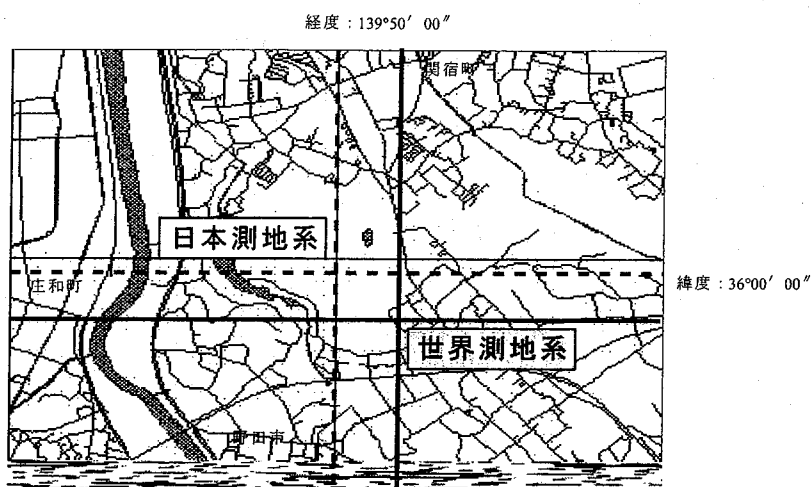 経度：139°50′ 00″
関宿町
日本測地系
庄和町
緯度：36°00′ 00″
世界測地系
野田市